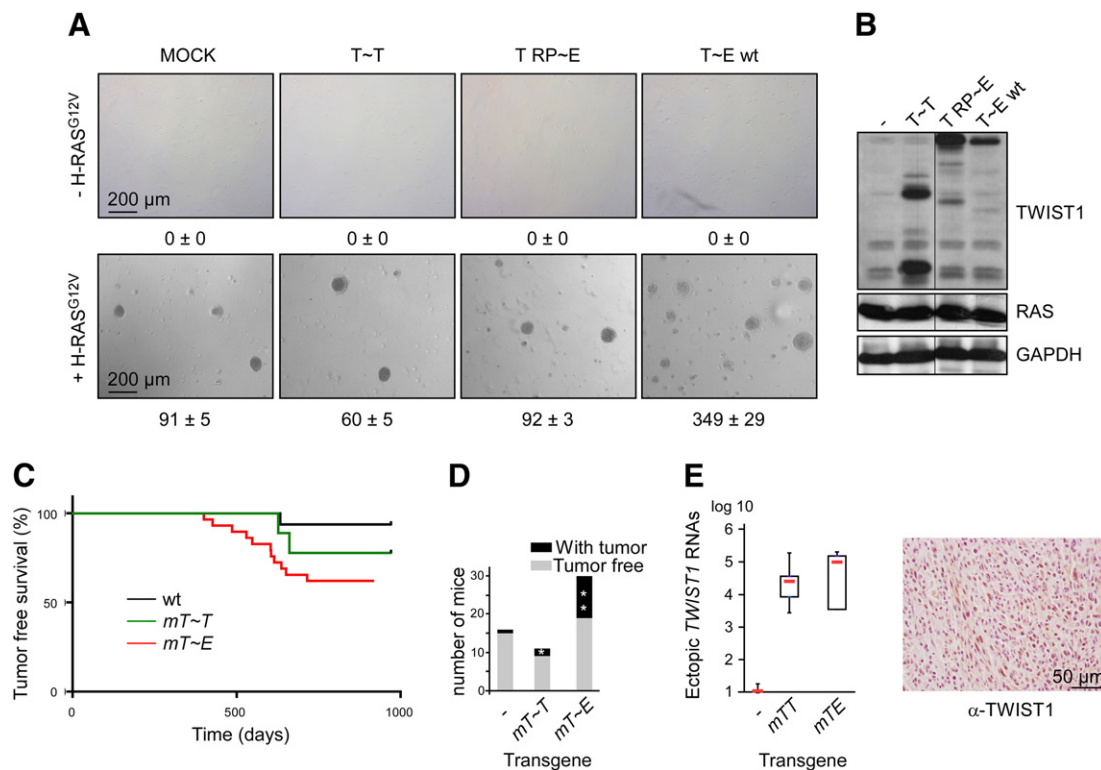 A
MOCK
T~T
T RP~E
T~E wt
- H-RAS^G12V
200 µm
0 ± 0
0 ± 0
0 ± 0
0 ± 0
+ H-RAS^G12V
200 µm
91 ± 5
60 ± 5
92 ± 3
349 ± 29
B
-
T~T
T RP~E
T~E wt
TWIST1
RAS
GAPDH
C
Tumor free survival (%)
100
50
0
wt
mT~T
mT~E
0
500
1000
Time (days)
D
With tumor
Tumor free
number of mice
30
20
10
0
*
* *
-
mT~T
mT~E
Transgene
E
log 10
Ectopic TWIST1 RNAs
6
5
4
3
2
1
-
mTT
mTE
Transgene
50 µm
α-TWIST1